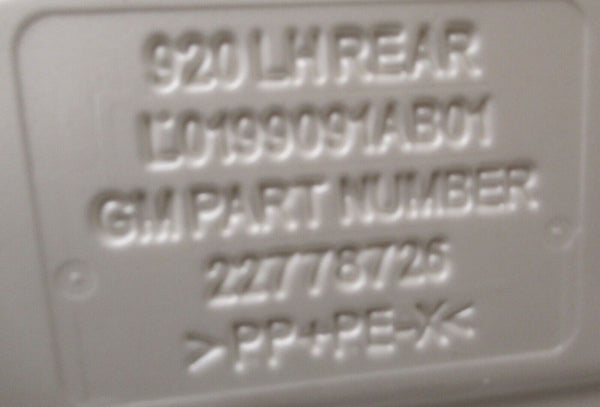 920 LH REAR
L0199091AB01
GM PART NUMBER
22778726
>PP+PE-X<